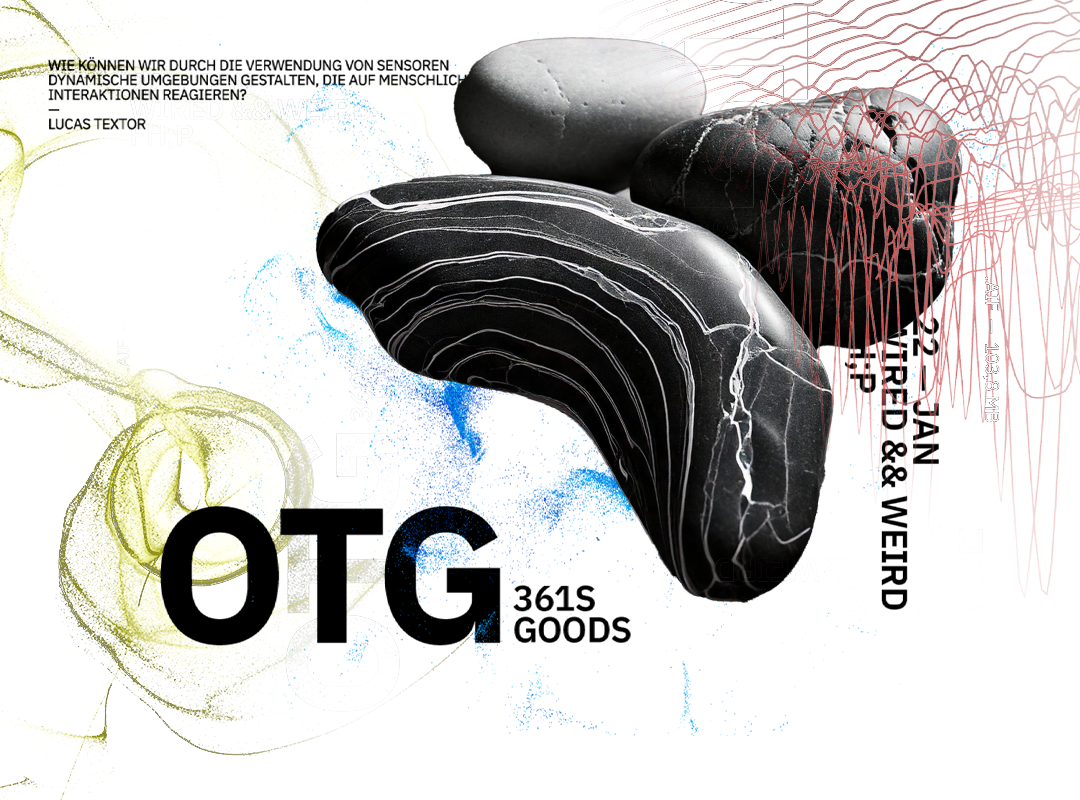 WIE KÖNNEN WIR DURCH DIE VERWENDUNG VON SENSOREN
DYNAMISCHE UMGEBUNGEN GESTALTEN, DIE AUF MENSCHLICH
INTERAKTIONEN REAGIEREN?
—
LUCAS TEXTOR
OTG
361S
GOODS
22 — JAN
WIRED && WEIRD